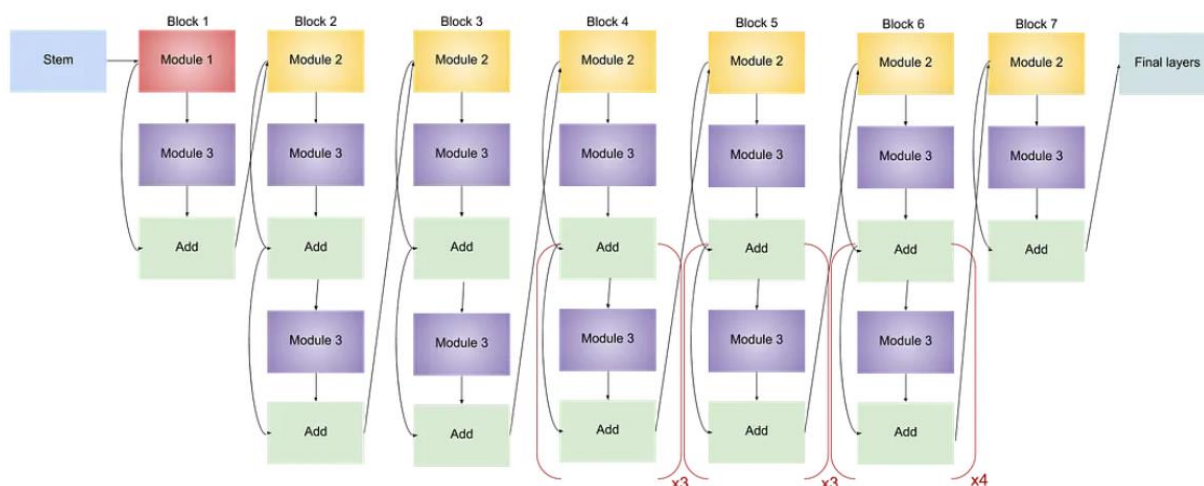 Block 1
Block 2
Block 3
Block 4
Block 5
Block 6
Block 7
Stem
Module 1
Module 2
Module 2
Module 2
Module 2
Module 2
Module 2
Final layers
Module 3
Module 3
Module 3
Module 3
Module 3
Module 3
Module 3
Add
Add
Add
Add
Add
Add
Add
Module 3
Module 3
Module 3
Module 3
Module 3
Add
Add
Add
Add
Add
x3
x3
x4